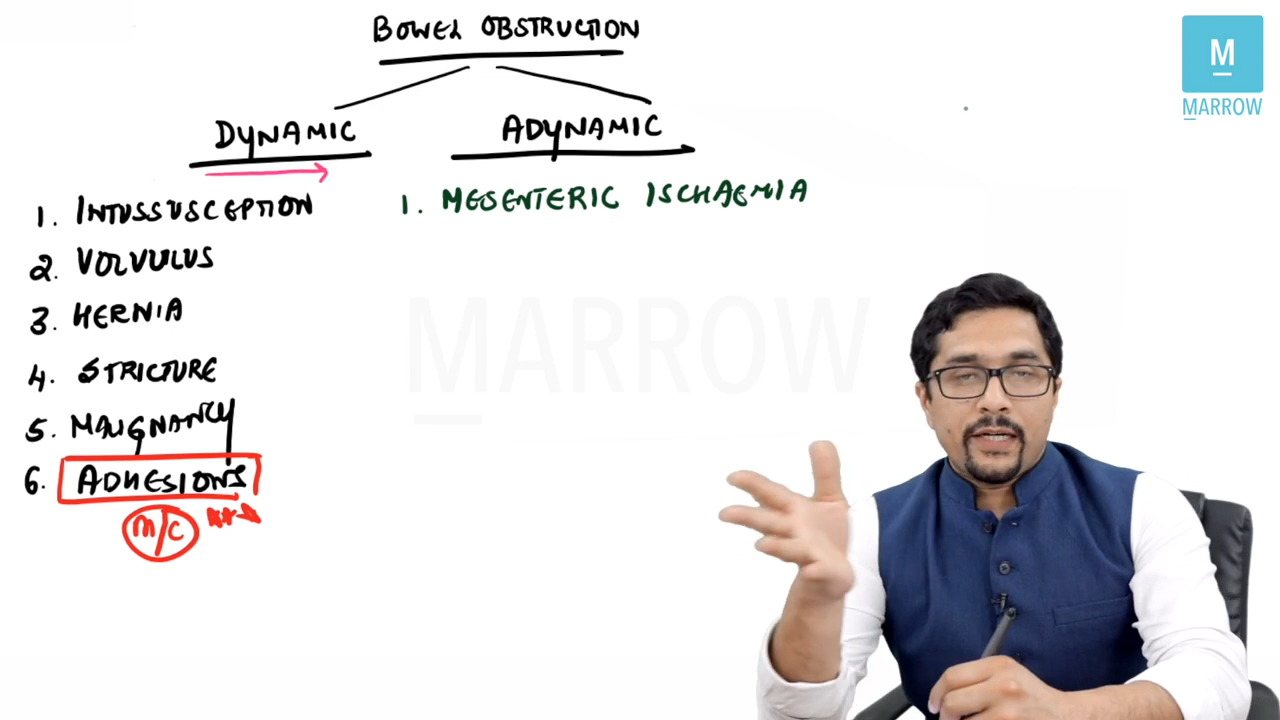 BOWEL OBSTRUCTION
M
MARROW
DYNAMIC
ADYNAMIC
1. INTUSSUSCEPTION
1. MESENTERIC ISCHAEMIA
2. VOLVULUS
3. HERNIA
4. STRICTURE
5. MALIGNANCY
6. ADHESIONS
M/C
MARROW